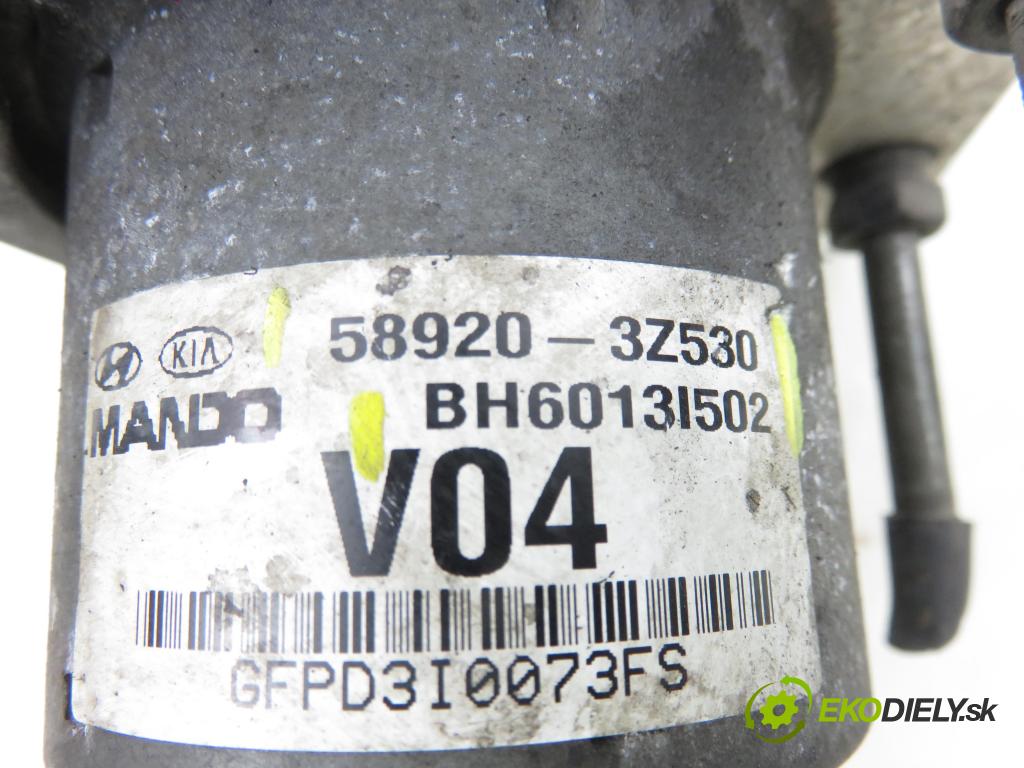 58920-3Z530
KIA
MANDO BH6013I502
V04
GFPD3I0073FS
EKODIELY.sk